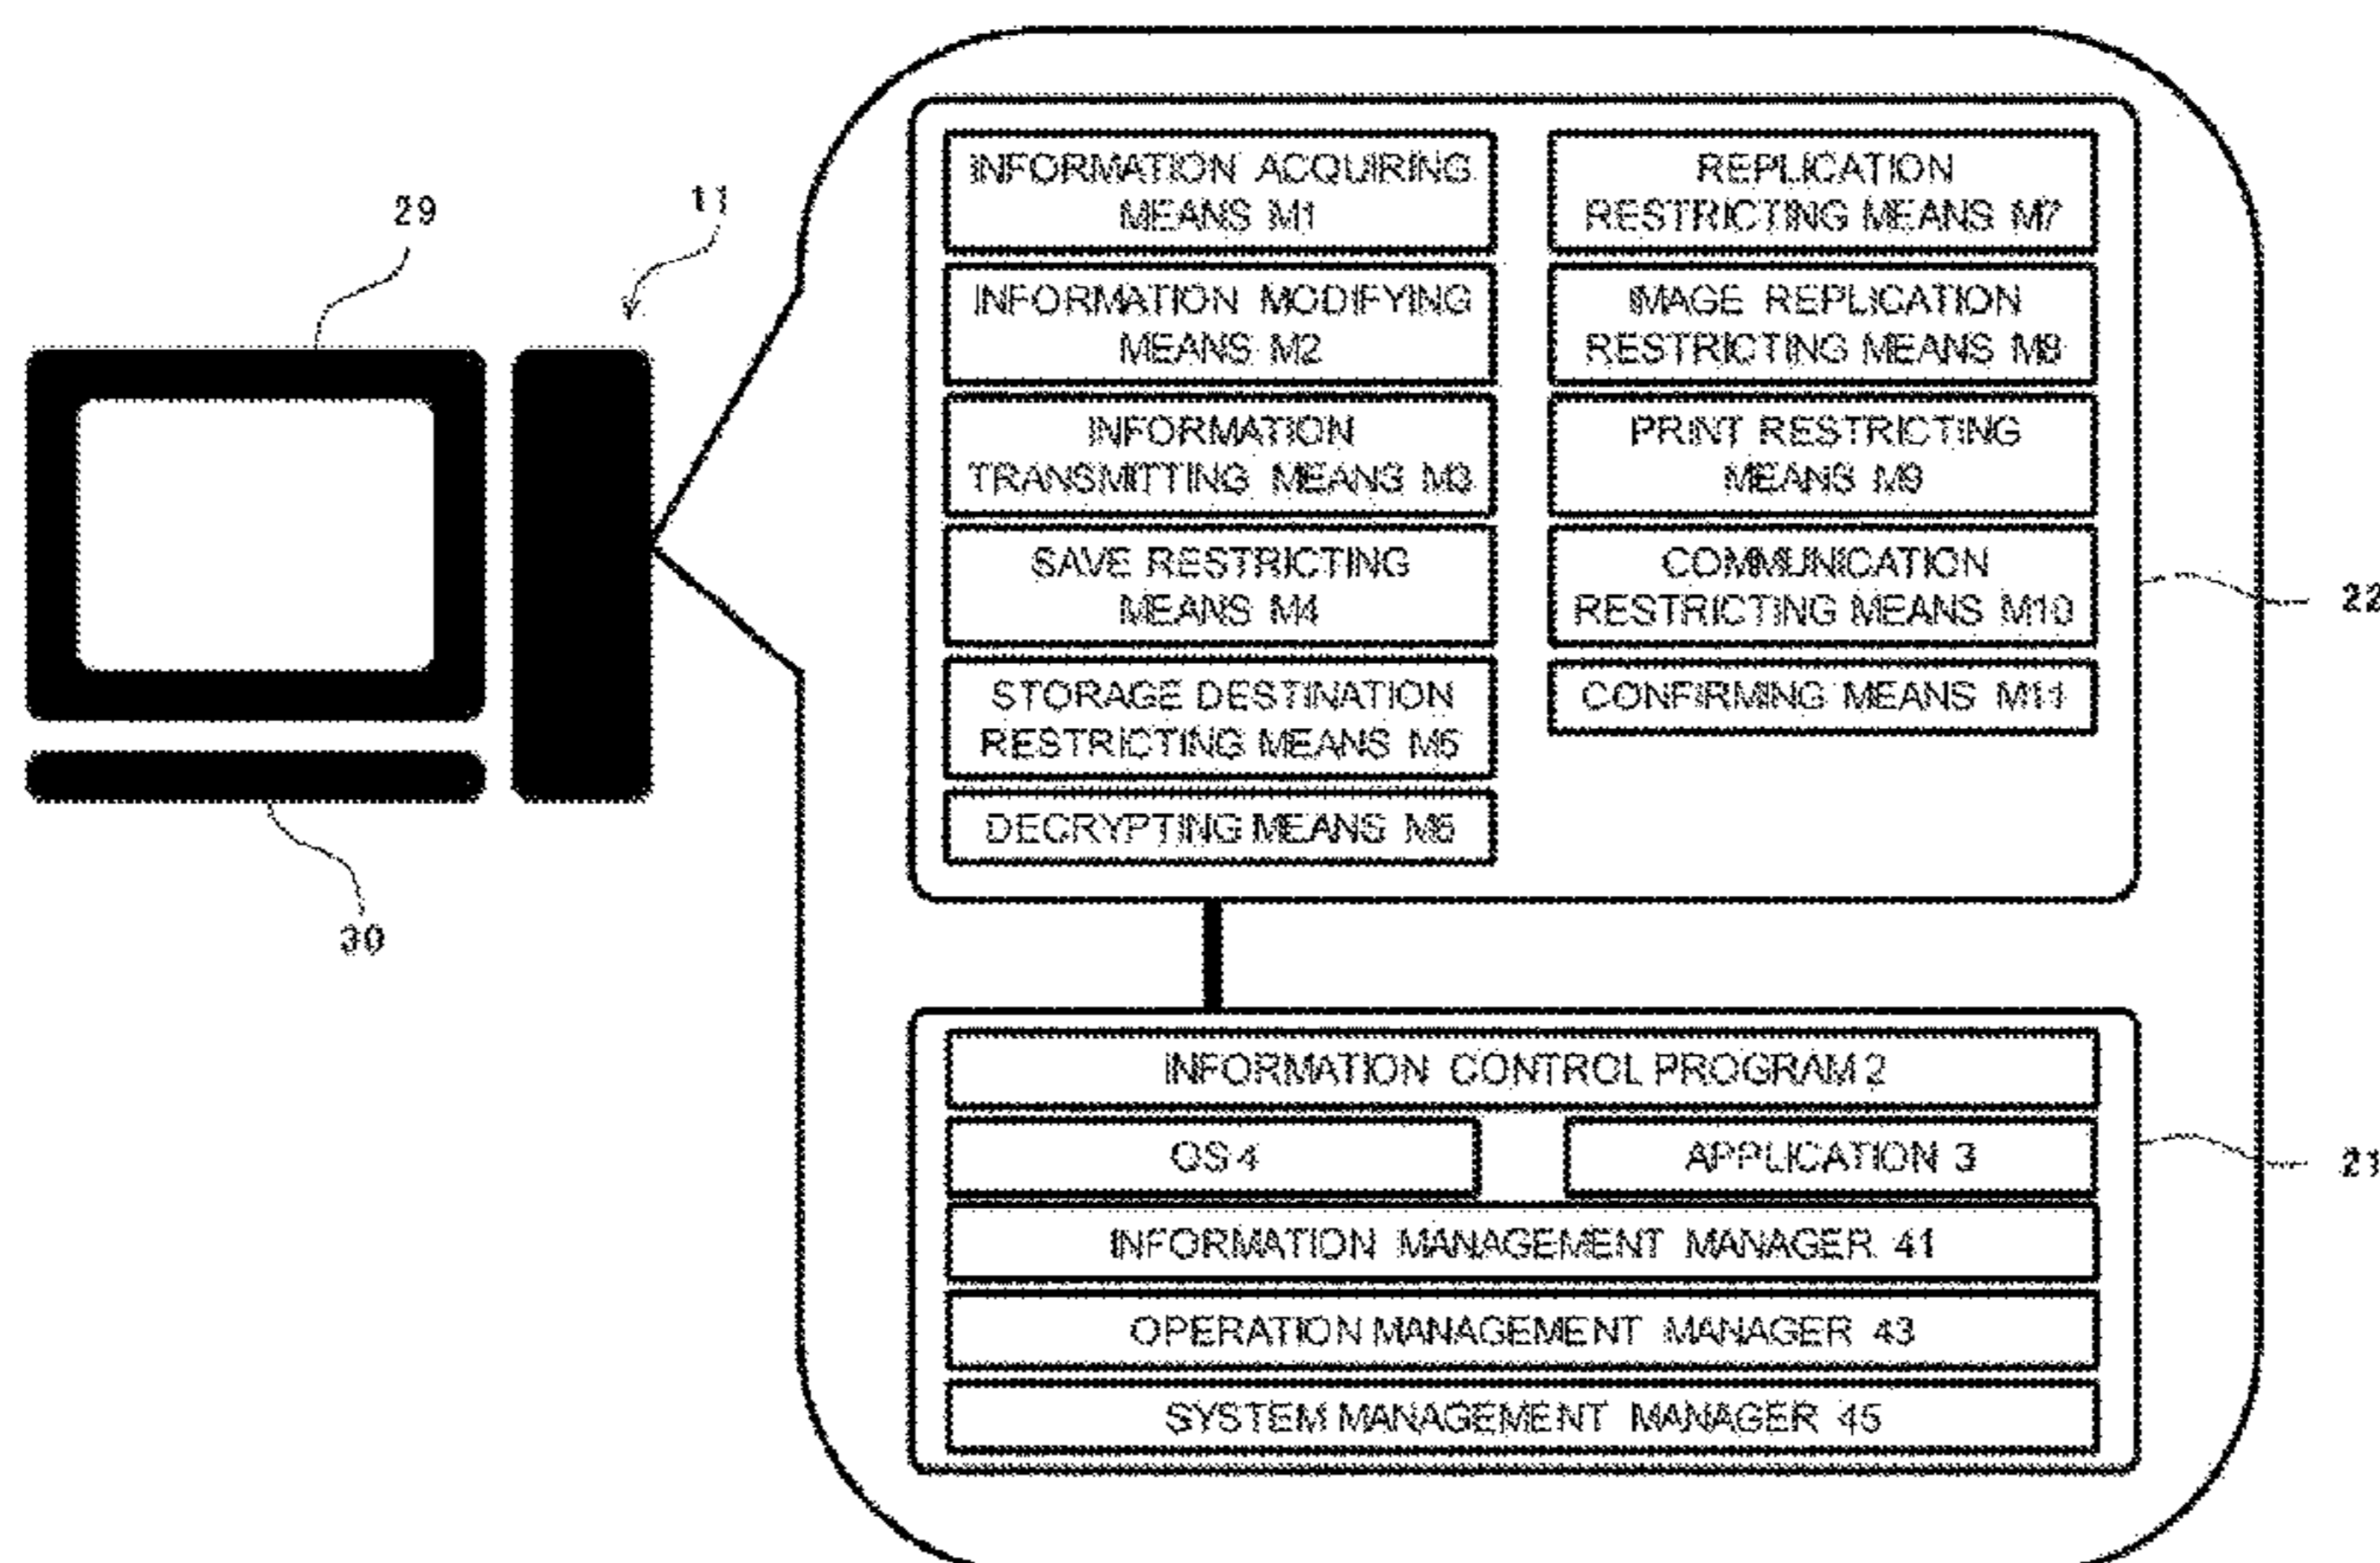 29
11
30
INFORMATION ACQUIRING
MEANS M1
INFORMATION MODIFYING
MEANS M2
INFORMATION
TRANSMITTING MEANS M3
SAVE RESTRICTING
MEANS M4
STORAGE DESTINATION
RESTRICTING MEANS M5
DECRYPTING MEANS M6
REPLICATION
RESTRICTING MEANS M7
IMAGE REPLICATION
RESTRICTING MEANS M8
PRINT RESTRICTING
MEANS M9
COMMUNICATION
RESTRICTING MEANS M10
CONFIRMING MEANS M11
22
INFORMATION CONTROL PROGRAM 2
OS 4
APPLICATION 3
INFORMATION MANAGEMENT MANAGER 41
OPERATION MANAGEMENT MANAGER 43
SYSTEM MANAGEMENT MANAGER 45
21